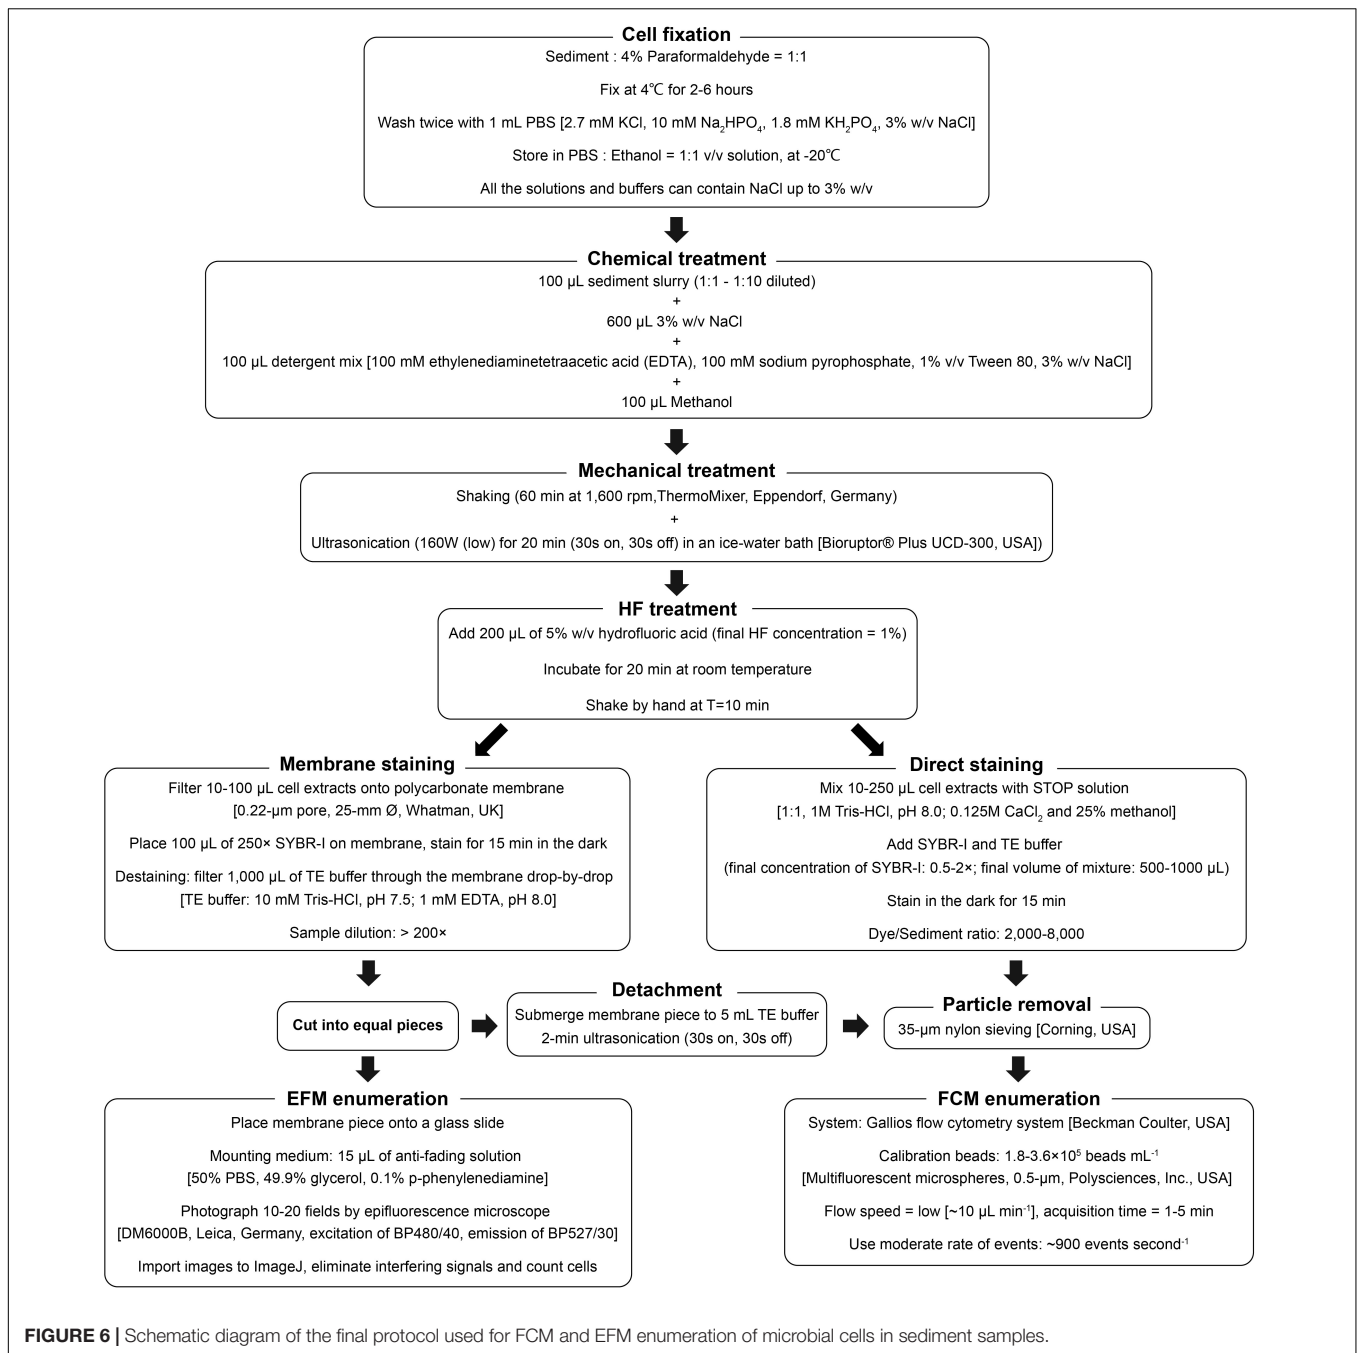 Cell fixation
Sediment : 4% Paraformaldehyde = 1:1
Fix at 4℃ for 2-6 hours
Wash twice with 1 mL PBS [2.7 mM KCl, 10 mM Na₂HPO₄, 1.8 mM KH₂PO₄, 3% w/v NaCl]
Store in PBS : Ethanol = 1:1 v/v solution, at -20℃
All the solutions and buffers can contain NaCl up to 3% w/v
Chemical treatment
100 µL sediment slurry (1:1 - 1:10 diluted)
+
600 µL 3% w/v NaCl
+
100 µL detergent mix [100 mM ethylenediaminetetraacetic acid (EDTA), 100 mM sodium pyrophosphate, 1% v/v Tween 80, 3% w/v NaCl]
+
100 µL Methanol
Mechanical treatment
Shaking (60 min at 1,600 rpm,ThermoMixer, Eppendorf, Germany)
+
Ultrasonication (160W (low) for 20 min (30s on, 30s off) in an ice-water bath [Bioruptor® Plus UCD-300, USA])
HF treatment
Add 200 µL of 5% w/v hydrofluoric acid (final HF concentration = 1%)
Incubate for 20 min at room temperature
Shake by hand at T=10 min
Membrane staining
Filter 10-100 µL cell extracts onto polycarbonate membrane
[0.22-µm pore, 25-mm Ø, Whatman, UK]
Place 100 µL of 250× SYBR-I on membrane, stain for 15 min in the dark
Destaining: filter 1,000 µL of TE buffer through the membrane drop-by-drop
[TE buffer: 10 mM Tris-HCl, pH 7.5; 1 mM EDTA, pH 8.0]
Sample dilution: > 200×
Direct staining
Mix 10-250 µL cell extracts with STOP solution
[1:1, 1M Tris-HCl, pH 8.0; 0.125M CaCl₂ and 25% methanol]
Add SYBR-I and TE buffer
(final concentration of SYBR-I: 0.5-2×; final volume of mixture: 500-1000 µL)
Stain in the dark for 15 min
Dye/Sediment ratio: 2,000-8,000
Cut into equal pieces
Detachment
Submerge membrane piece to 5 mL TE buffer
2-min ultrasonication (30s on, 30s off)
Particle removal
35-µm nylon sieving [Corning, USA]
EFM enumeration
Place membrane piece onto a glass slide
Mounting medium: 15 µL of anti-fading solution
[50% PBS, 49.9% glycerol, 0.1% p-phenylenediamine]
Photograph 10-20 fields by epifluorescence microscope
[DM6000B, Leica, Germany, excitation of BP480/40, emission of BP527/30]
Import images to ImageJ, eliminate interfering signals and count cells
FCM enumeration
System: Gallios flow cytometry system [Beckman Coulter, USA]
Calibration beads: 1.8-3.6×10⁵ beads mL⁻¹
[Multifluorescent microspheres, 0.5-µm, Polysciences, Inc., USA]
Flow speed = low [~10 µL min⁻¹], acquisition time = 1-5 min
Use moderate rate of events: ~900 events second⁻¹
FIGURE 6 | Schematic diagram of the final protocol used for FCM and EFM enumeration of microbial cells in sediment samples.